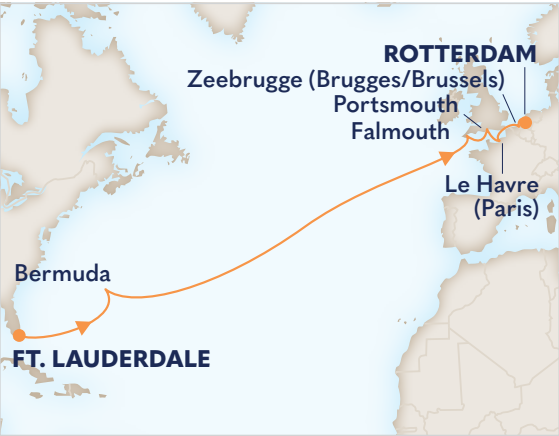 ROTTERDAM
Zeebrugge (Brugges/Brussels)
Portsmouth
Falmouth
Le Havre
(Paris)
Bermuda
FT. LAUDERDALE